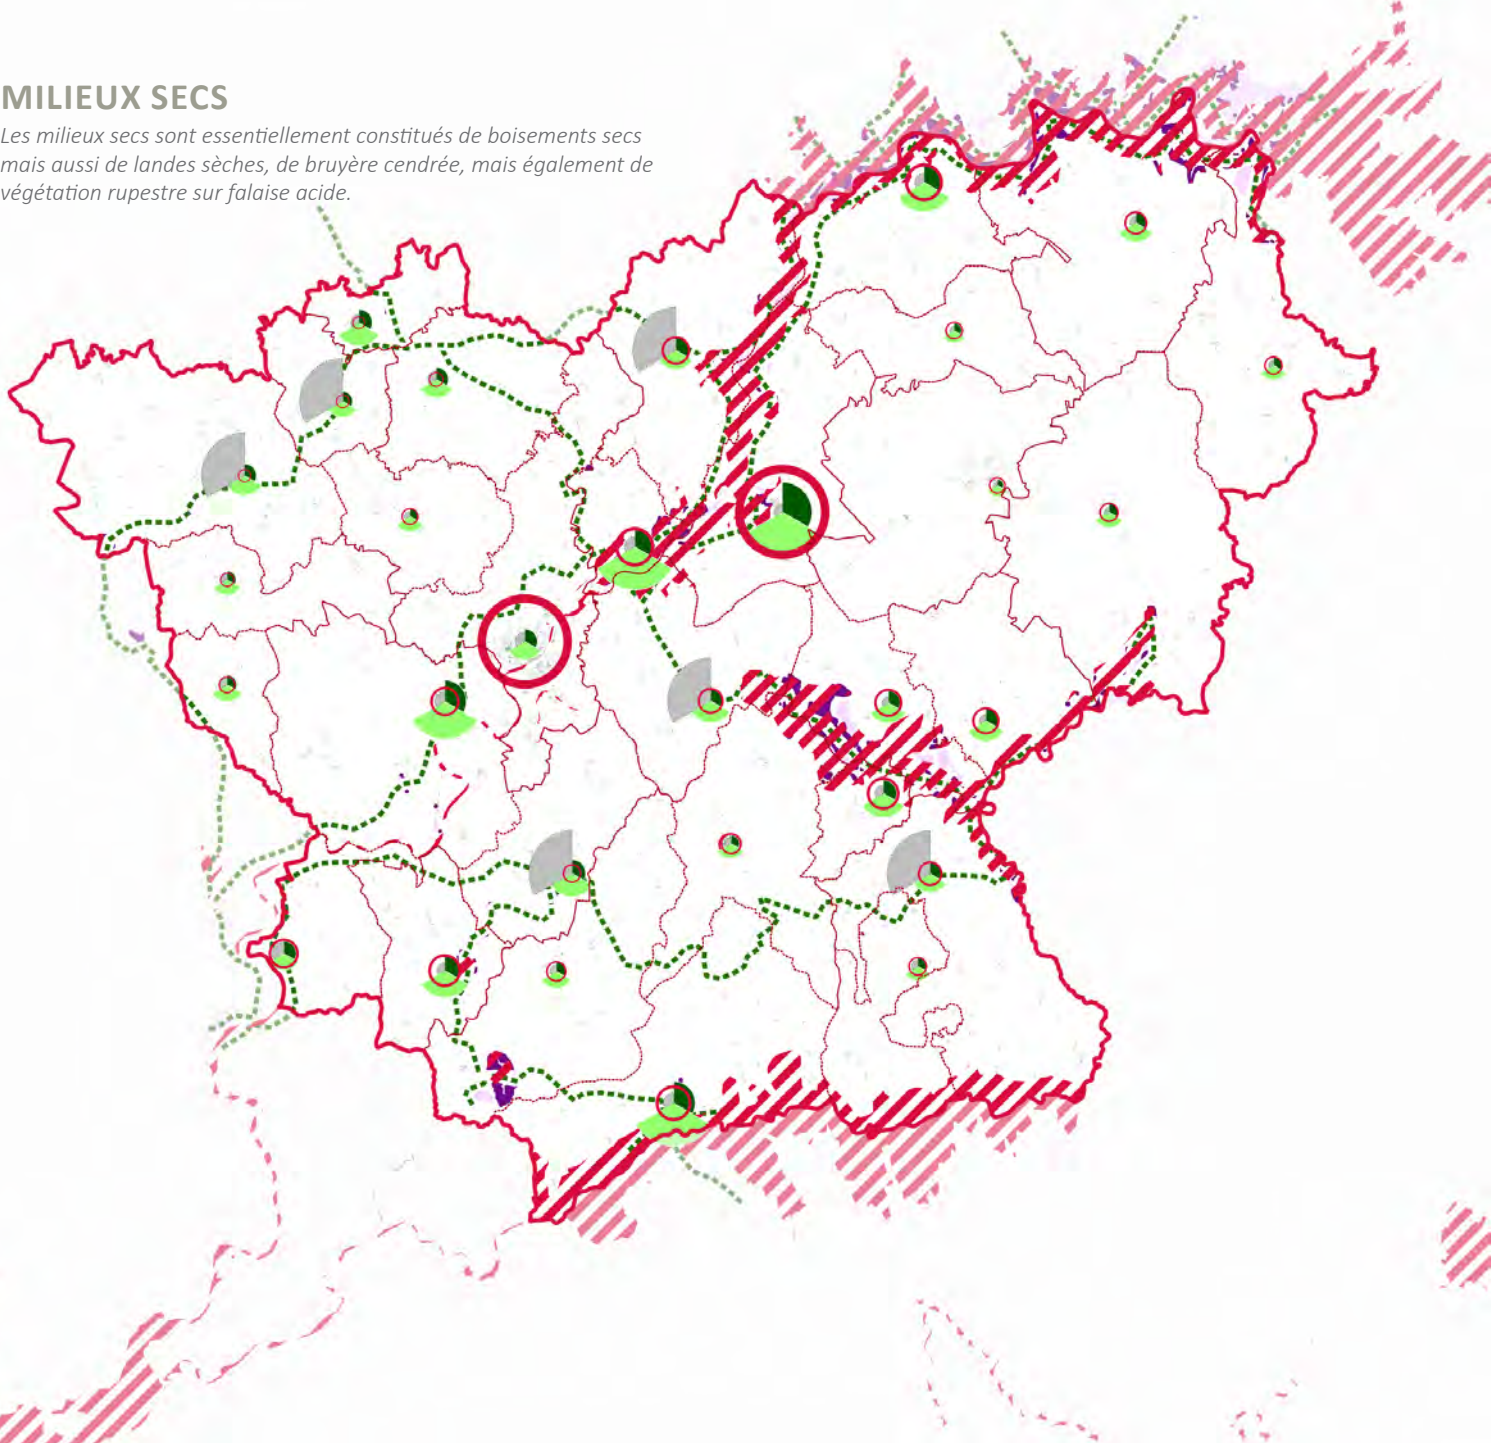 MILIEUX SECS
Les milieux secs sont essentiellement constitués de boisements secs
mais aussi de landes sèches, de bruyère cendrée, mais également de
végétation rupestre sur falaise acide.